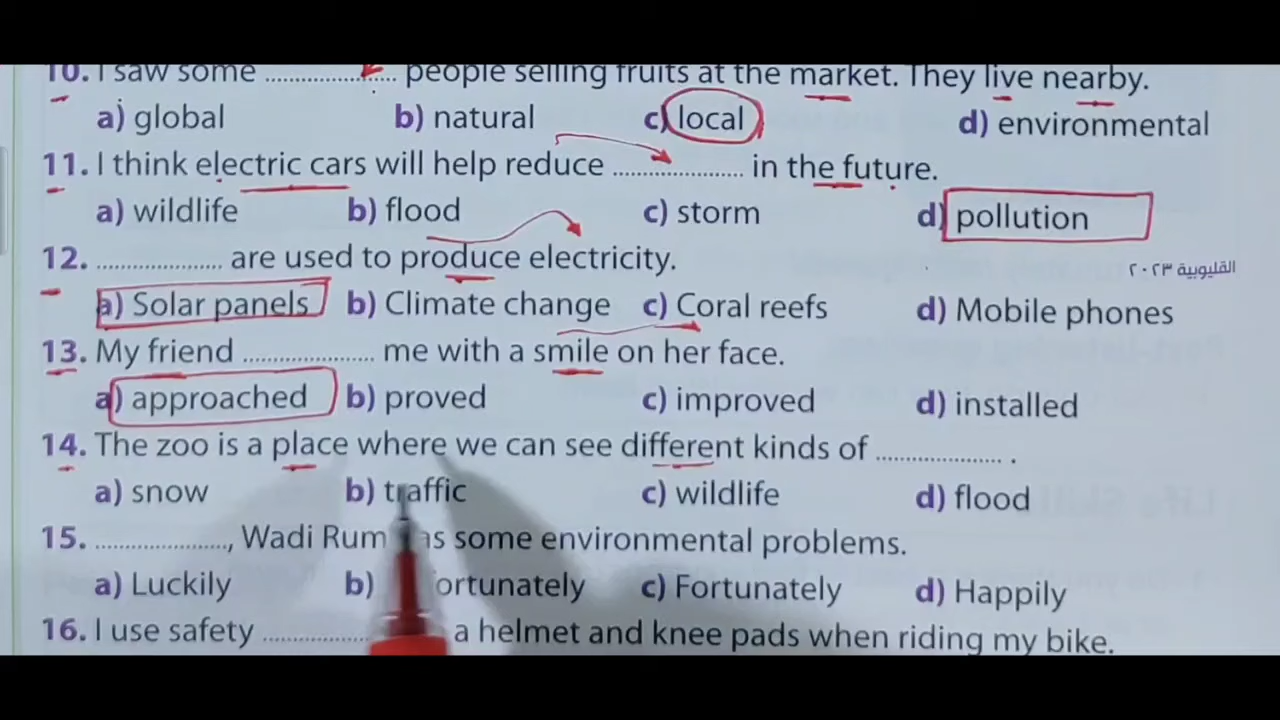 10. I saw some .................. people selling fruits at the market. They live nearby.
a) global b) natural c) local d) environmental
11. I think electric cars will help reduce .................. in the future.
a) wildlife b) flood c) storm d) pollution
12. .................. are used to produce electricity.
القليوبية ٢٠٢٣
a) Solar panels b) Climate change c) Coral reefs d) Mobile phones
13. My friend .................. me with a smile on her face.
a) approached b) proved c) improved d) installed
14. The zoo is a place where we can see different kinds of .................. .
a) snow b) traffic c) wildlife d) flood
15. .................., Wadi Rum as some environmental problems.
a) Luckily b) ortunately c) Fortunately d) Happily
16. I use safety .................. a helmet and knee pads when riding my bike.